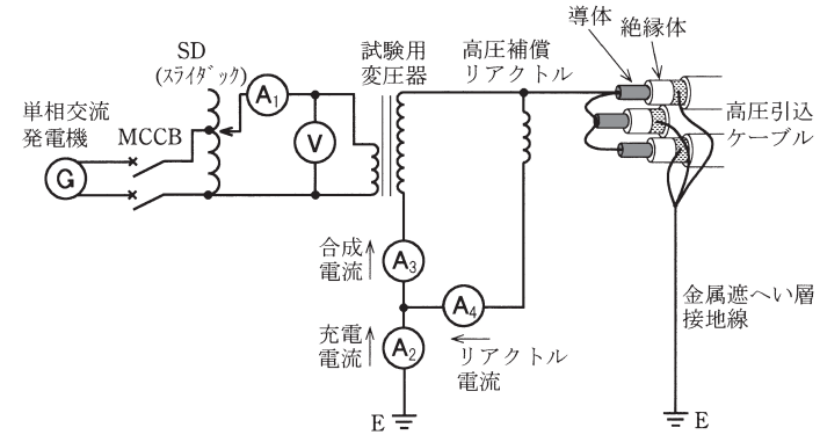 導体
絶縁体
SD
(ｽﾗｲﾀﾞｯｸ)
試験用
変圧器
高圧補償
リアクトル
単相交流
発電機
MCCB
A₁
V
G
高圧引込
ケーブル
合成
電流
A₃
A₄
充電
電流
A₂
リアクトル
電流
金属遮へい層
接地線
E
E